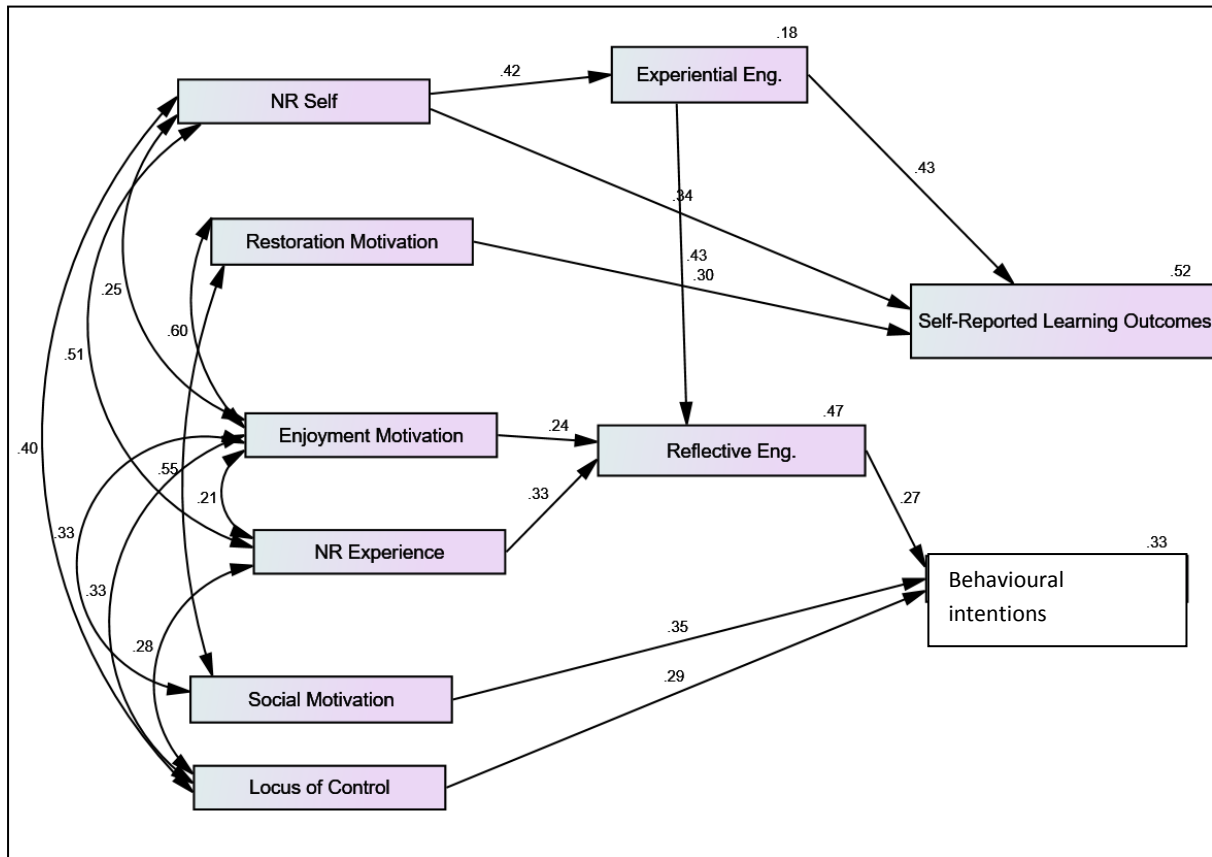 .18
NR Self
.42
Experiential Eng.
.43
.34
Restoration Motivation
.43
.30
.52
Self-Reported Learning Outcomes
.25
.60
.51
.47
Enjoyment Motivation
.24
Reflective Eng.
.40
.55
.21
.33
.27
NR Experience
.33
.33
Behavioural
intentions
.33
.28
.35
Social Motivation
.29
Locus of Control